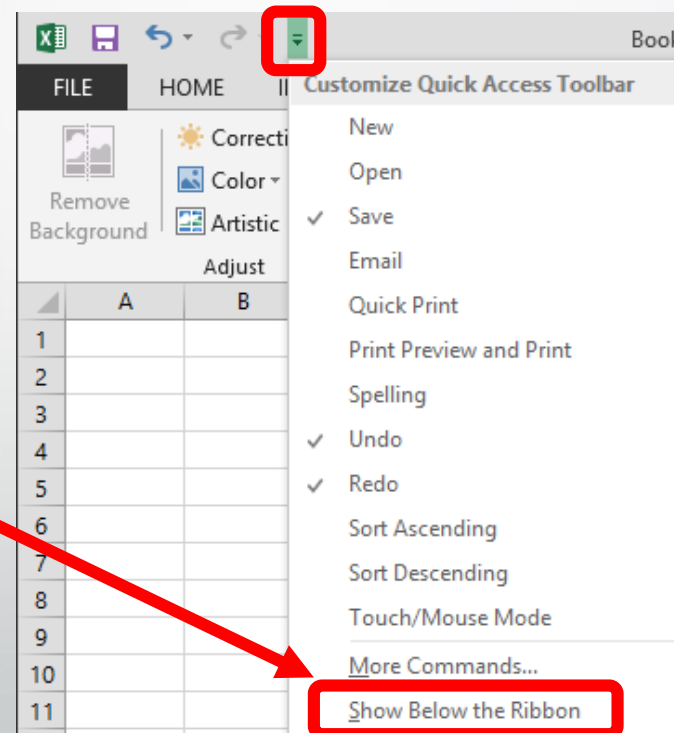 Book
FILE HOME
Customize Quick Access Toolbar
New
Open
Save
Email
Quick Print
Print Preview and Print
Spelling
Undo
Redo
Sort Ascending
Sort Descending
Touch/Mouse Mode
More Commands...
Show Below the Ribbon
Correcti
Color
Artistic
Remove
Background
Adjust
A B
1
2
3
4
5
6
7
8
9
10
11